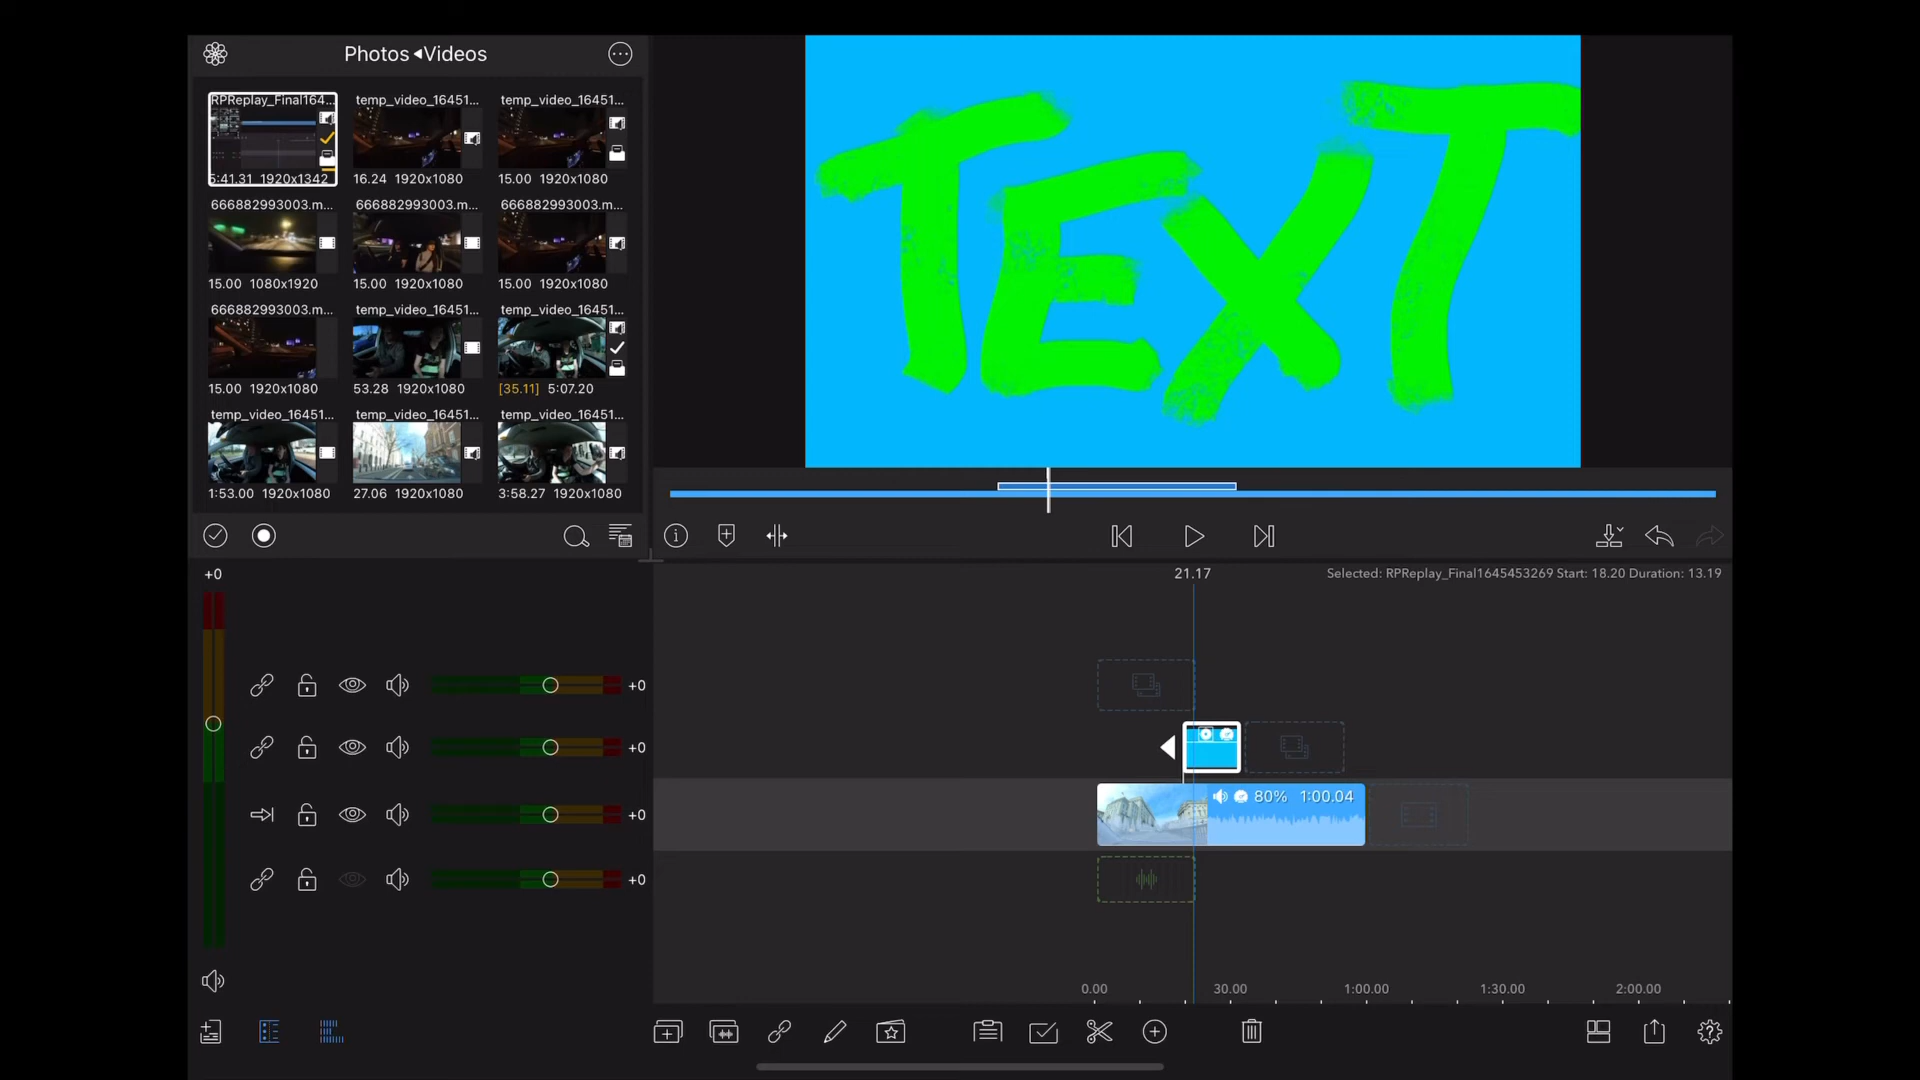 Photos ◂Videos
TEXT
RPReplay_Final164...
temp_video_16451...
temp_video_16451...
5:41.31 1920x1342
16.24 1920x1080
15.00 1920x1080
666882993003.m...
666882993003.m...
666882993003.m...
15.00 1080x1920
15.00 1920x1080
15.00 1920x1080
666882993003.m...
temp_video_16451...
temp_video_16451...
15.00 1920x1080
53.28 1920x1080
[35.11] 5:07.20
temp_video_16451...
temp_video_16451...
temp_video_16451...
1:53.00 1920x1080
27.06 1920x1080
3:58.27 1920x1080
+0
21.17
Selected: RPReplay_Final1645453269 Start: 18.20 Duration: 13.19
+0
+0
80% 1:00.04
+0
+0
0.00 30.00 1:00.00 1:30.00 2:00.00